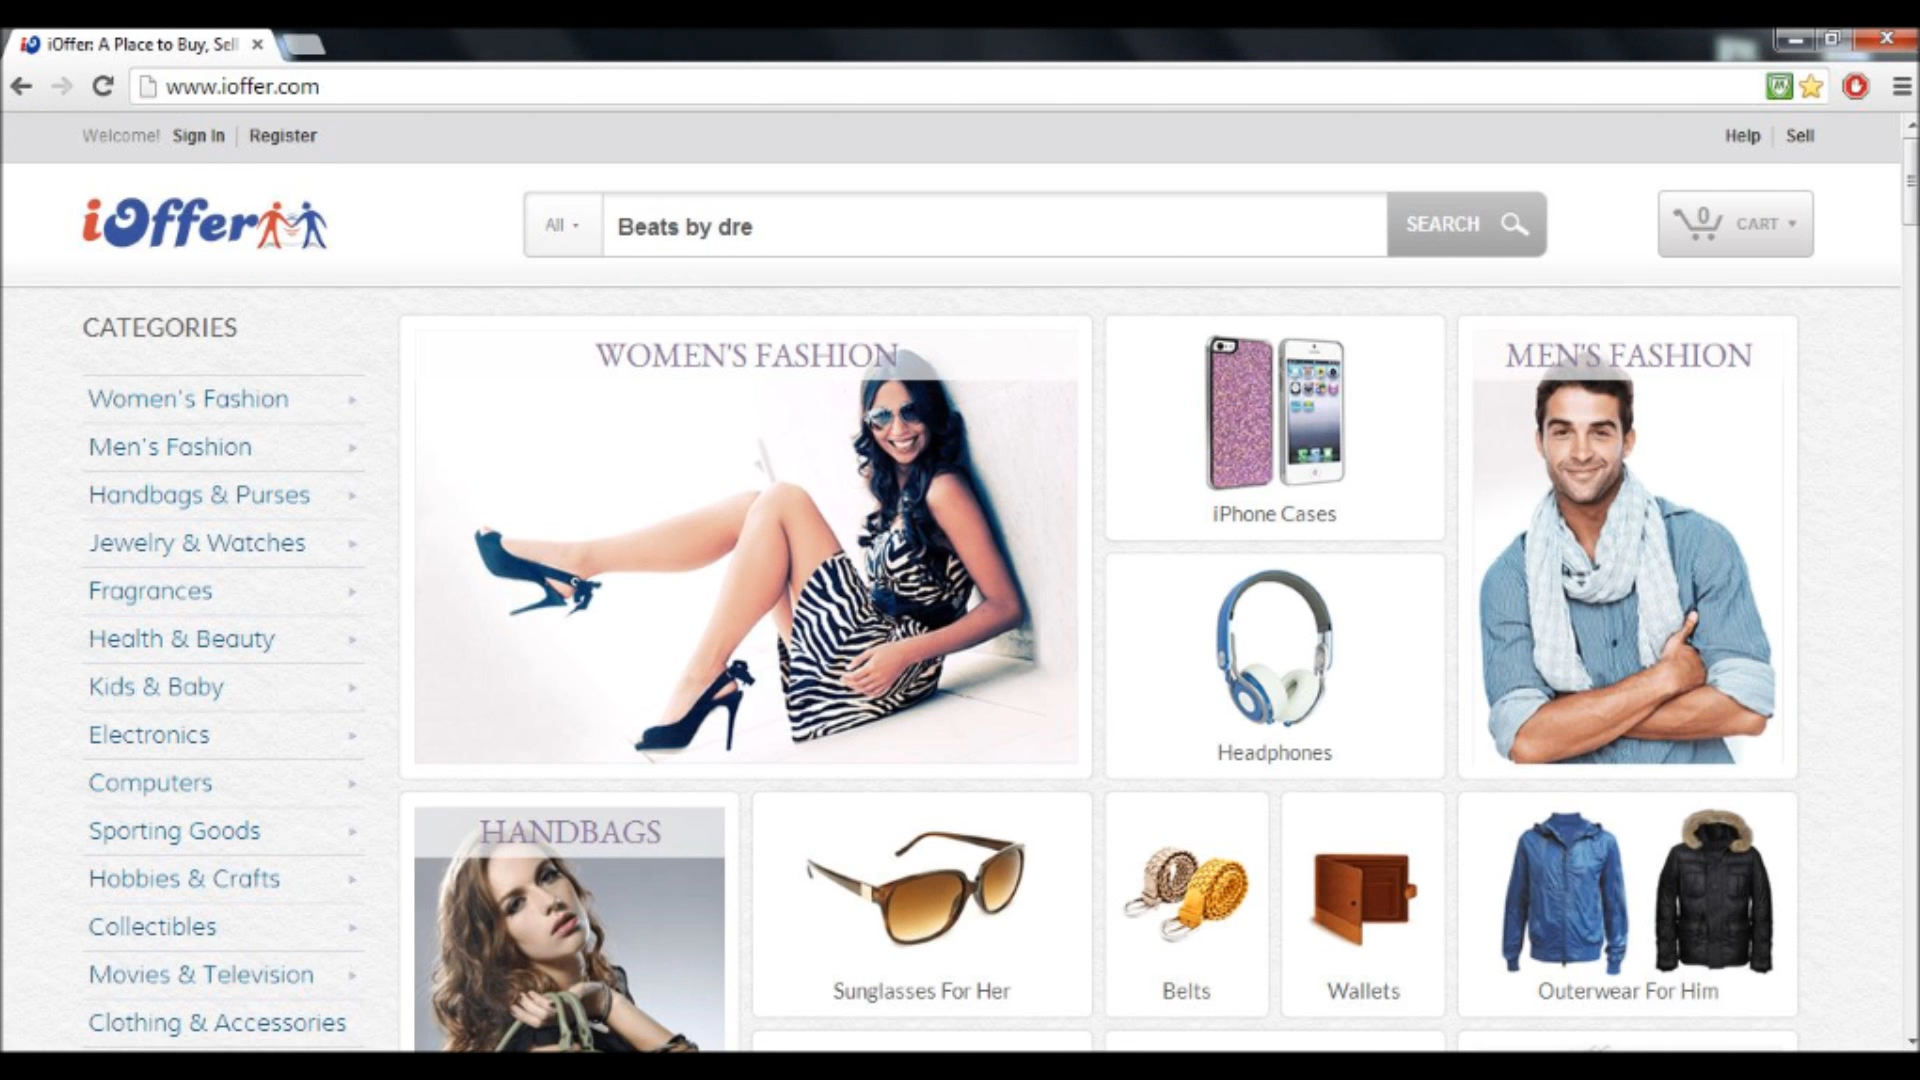 iOffer: A Place to Buy, Sell
www.ioffer.com
Welcome! Sign In Register
Help Sell
iOffer
All
Beats by dre
SEARCH
0 CART
CATEGORIES
Women's Fashion
Men's Fashion
Handbags & Purses
Jewelry & Watches
Fragrances
Health & Beauty
Kids & Baby
Electronics
Computers
Sporting Goods
Hobbies & Crafts
Collectibles
Movies & Television
Clothing & Accessories
WOMEN'S FASHION
iPhone Cases
Headphones
MEN'S FASHION
HANDBAGS
Sunglasses For Her
Belts
Wallets
Outerwear For Him